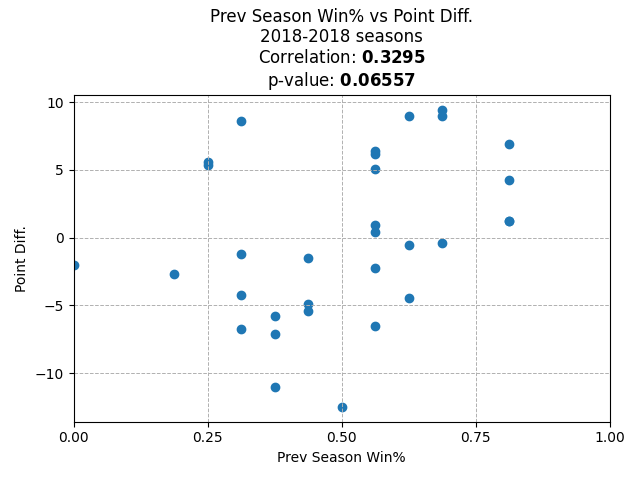 Prev Season Win% vs Point Diff.
2018-2018 seasons
Correlation: 0.3295
p-value: 0.06557
10
5
0
−5
−10
Point Diff.
0.00
0.25
0.50
0.75
1.00
Prev Season Win%